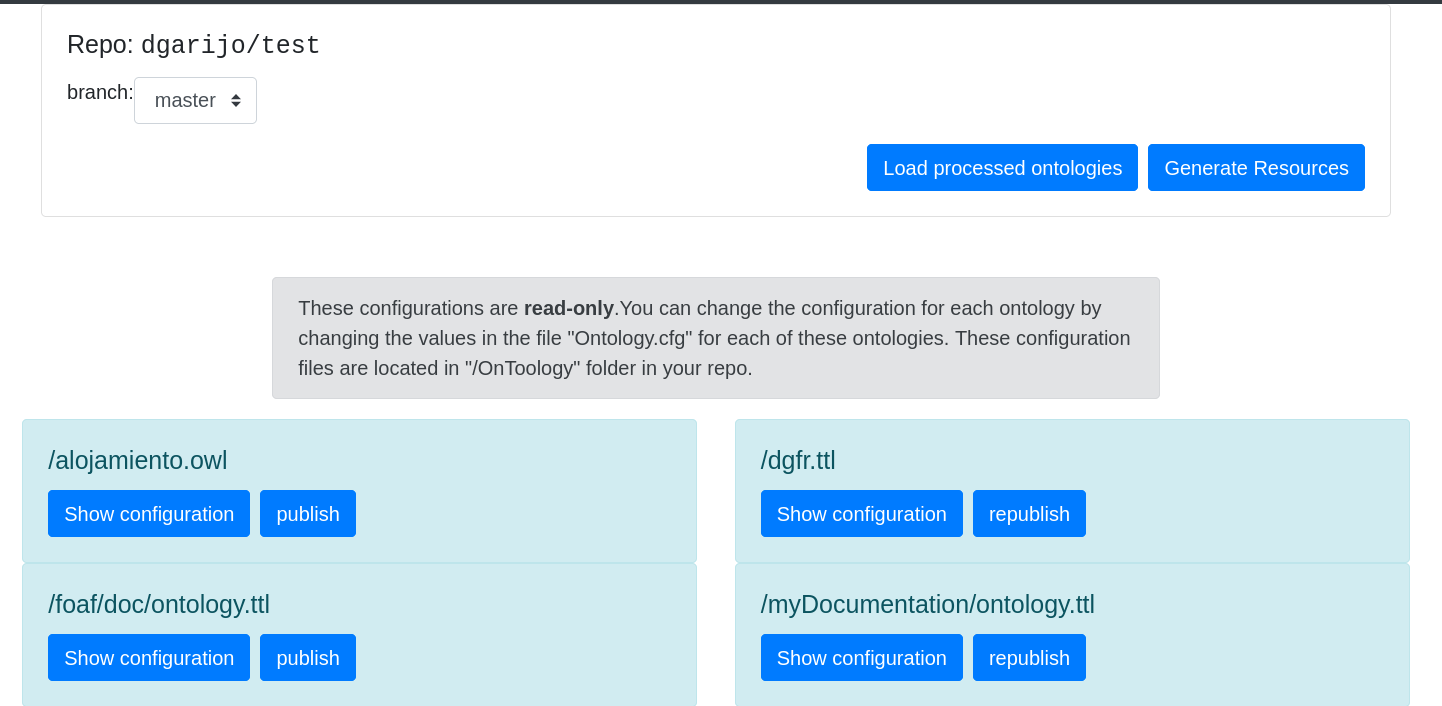 Repo: dgarijo/test
branch: master
Load processed ontologies Generate Resources
These configurations are read-only.You can change the configuration for each ontology by
changing the values in the file "Ontology.cfg" for each of these ontologies. These configuration
files are located in "/OnToology" folder in your repo.
/alojamiento.owl
Show configuration publish
/dgfr.ttl
Show configuration republish
/foaf/doc/ontology.ttl
Show configuration publish
/myDocumentation/ontology.ttl
Show configuration republish